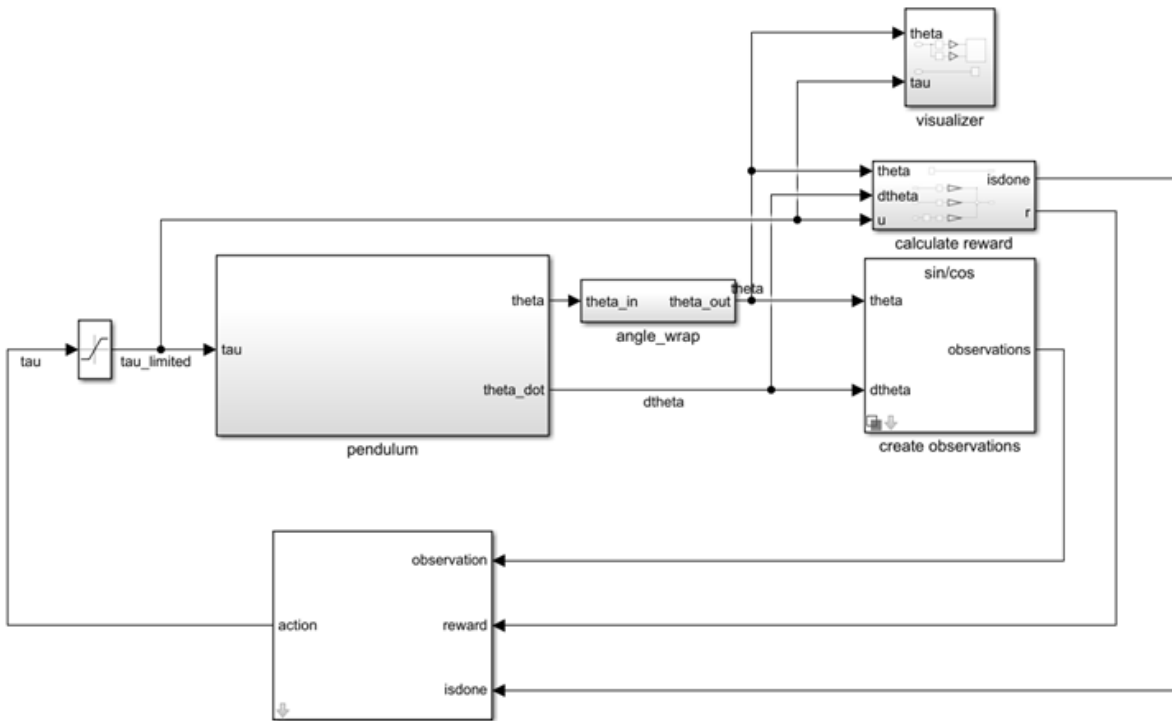 theta
tau
visualizer
theta
dtheta
u
isdone
r
calculate reward
sin/cos
theta
dtheta
observations
create observations
tau
tau_limited
tau
theta
theta_dot
pendulum
theta_in
theta_out
angle_wrap
theta
dtheta
observation
action
reward
isdone